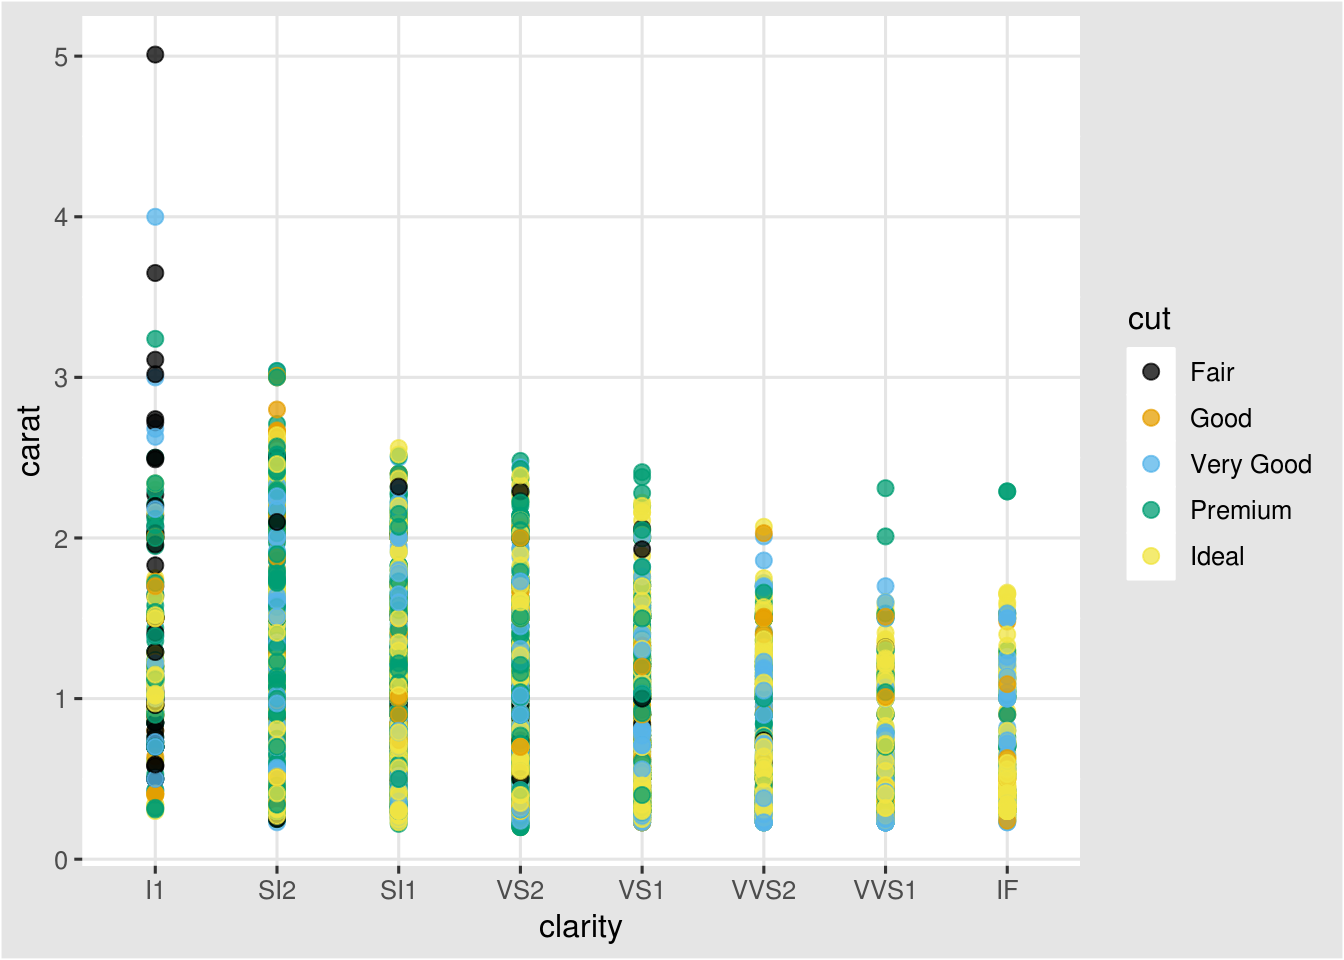 5
4
3
2
1
0
carat
I1 SI2 SI1 VS2 VS1 VVS2 VVS1 IF
clarity
cut
Fair
Good
Very Good
Premium
Ideal